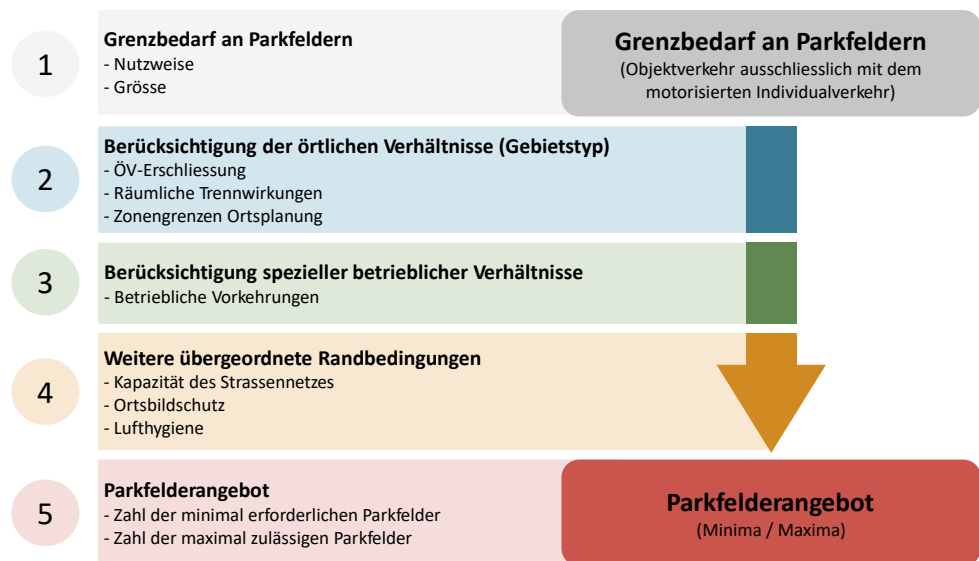 1
Grenzbedarf an Parkfeldern
- Nutzweise
- Grösse
Grenzbedarf an Parkfeldern
(Objektverkehr ausschliesslich mit dem
motorisierten Individualverkehr)
2
Berücksichtigung der örtlichen Verhältnisse (Gebietstyp)
- ÖV-Erschliessung
- Räumliche Trennwirkungen
- Zonengrenzen Ortsplanung
3
Berücksichtigung spezieller betrieblicher Verhältnisse
- Betriebliche Vorkehrungen
4
Weitere übergeordnete Randbedingungen
- Kapazität des Strassennetzes
- Ortsbildschutz
- Lufthygiene
5
Parkfelderangebot
- Zahl der minimal erforderlichen Parkfelder
- Zahl der maximal zulässigen Parkfelder
Parkfelderangebot
(Minima / Maxima)